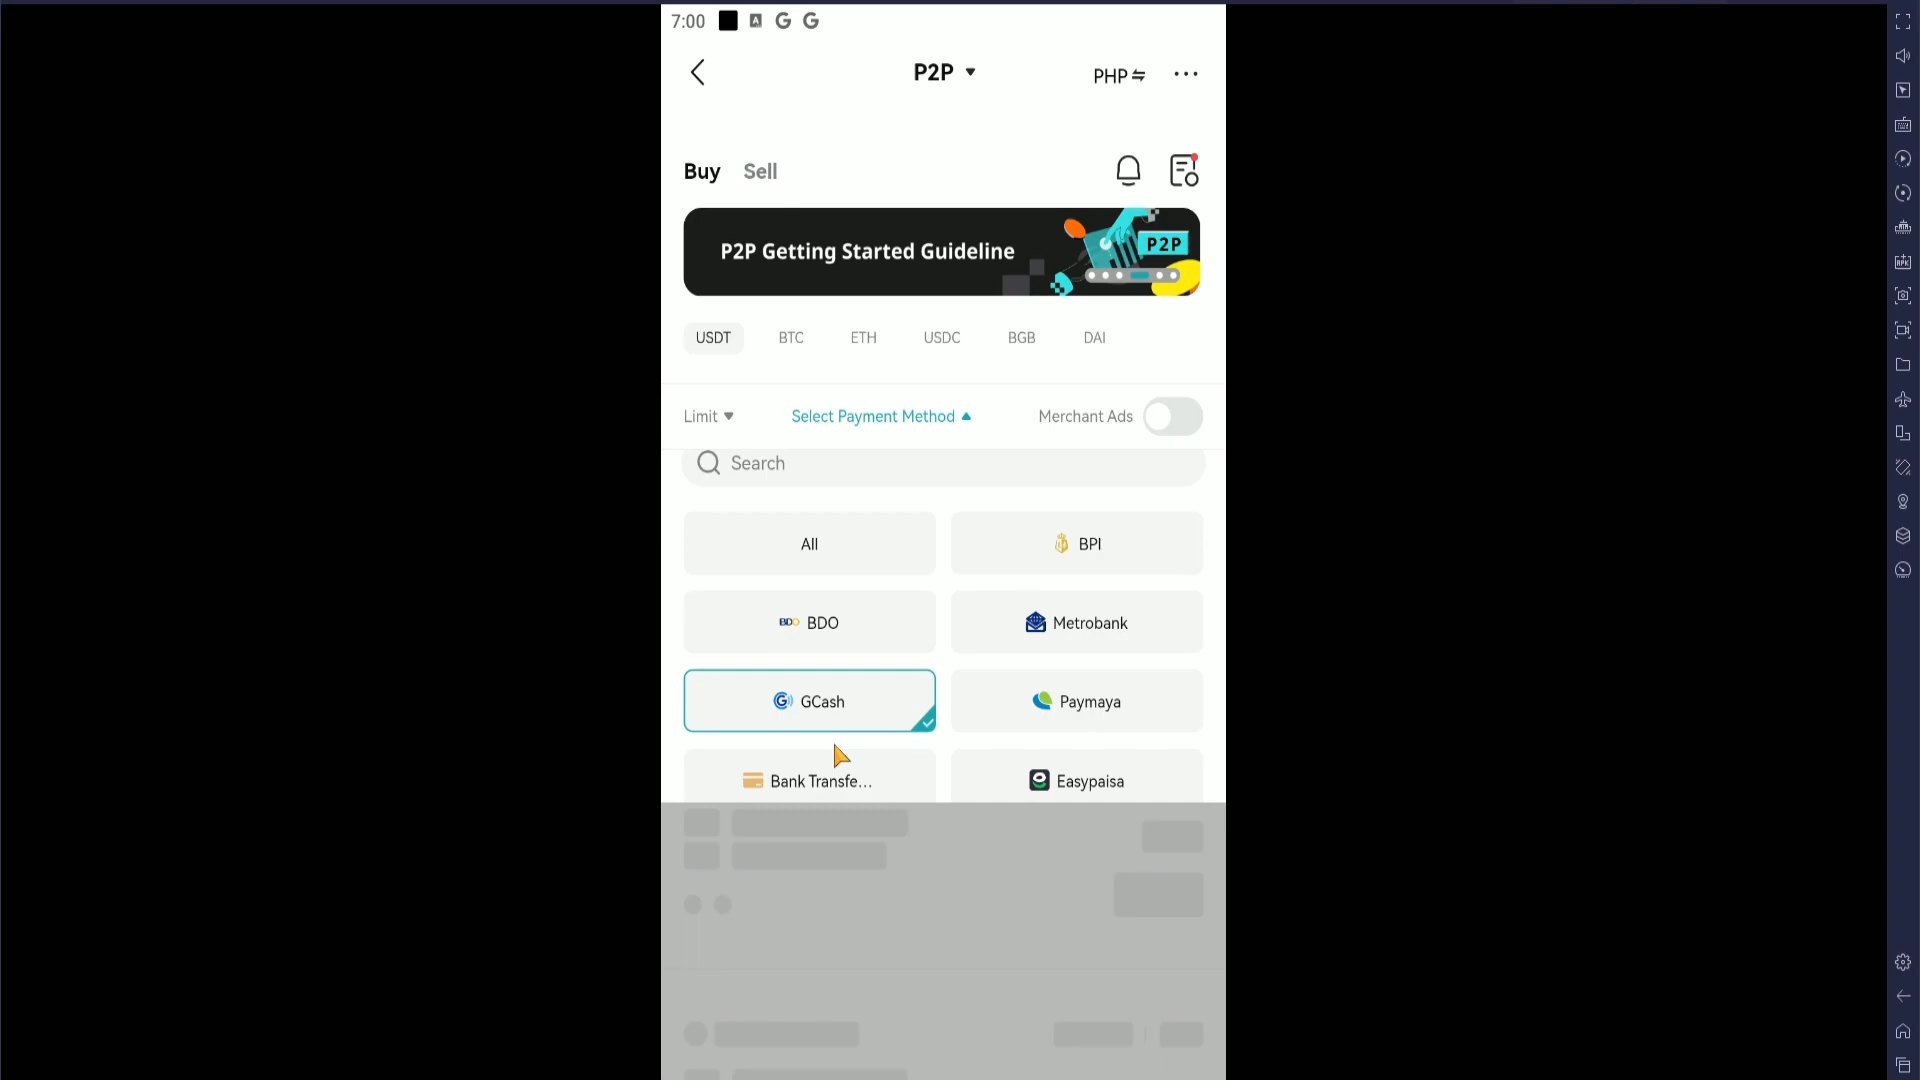 7:00
P2P
PHP
Buy Sell
P2P Getting Started Guideline
P2P
USDT BTC ETH USDC BGB DAI
Limit Select Payment Method Merchant Ads
Search
All BPI
BDO BDO Metrobank
GCash Paymaya
Bank Transfe... Easypaisa